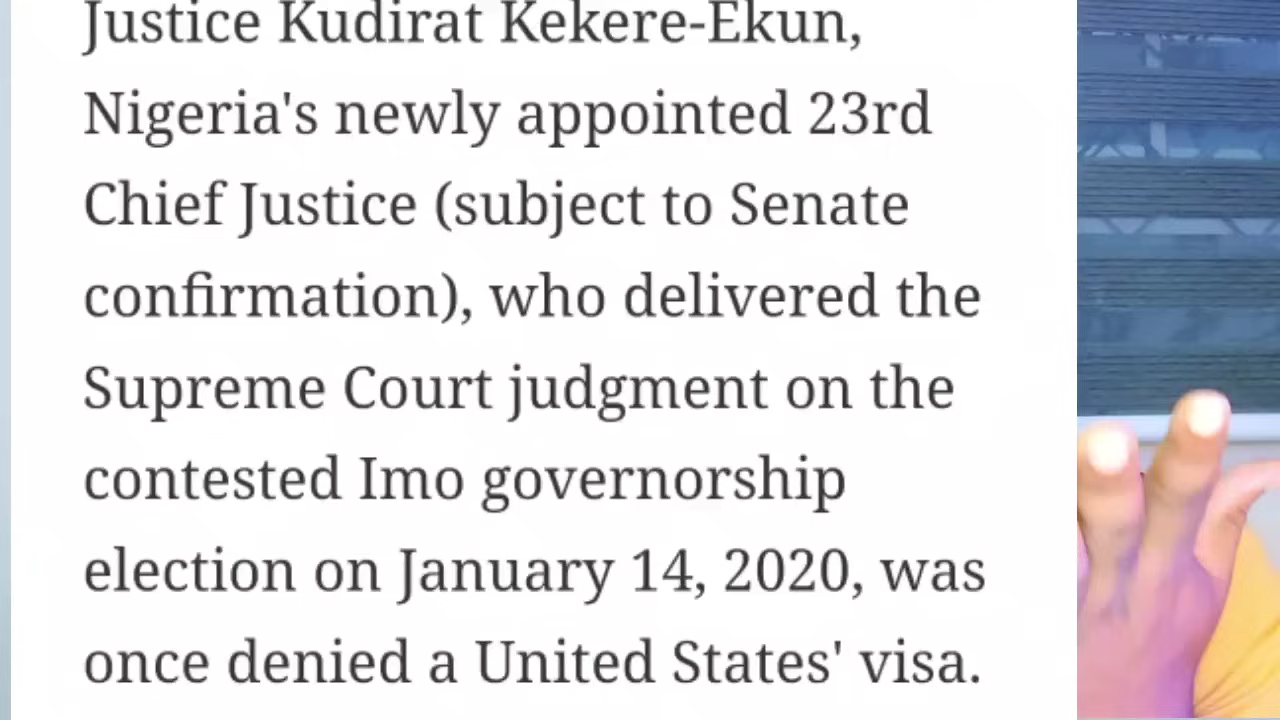 Justice Kudirat Kekere-Ekun,
Nigeria's newly appointed 23rd
Chief Justice (subject to Senate
confirmation), who delivered the
Supreme Court judgment on the
contested Imo governorship
election on January 14, 2020, was
once denied a United States' visa.